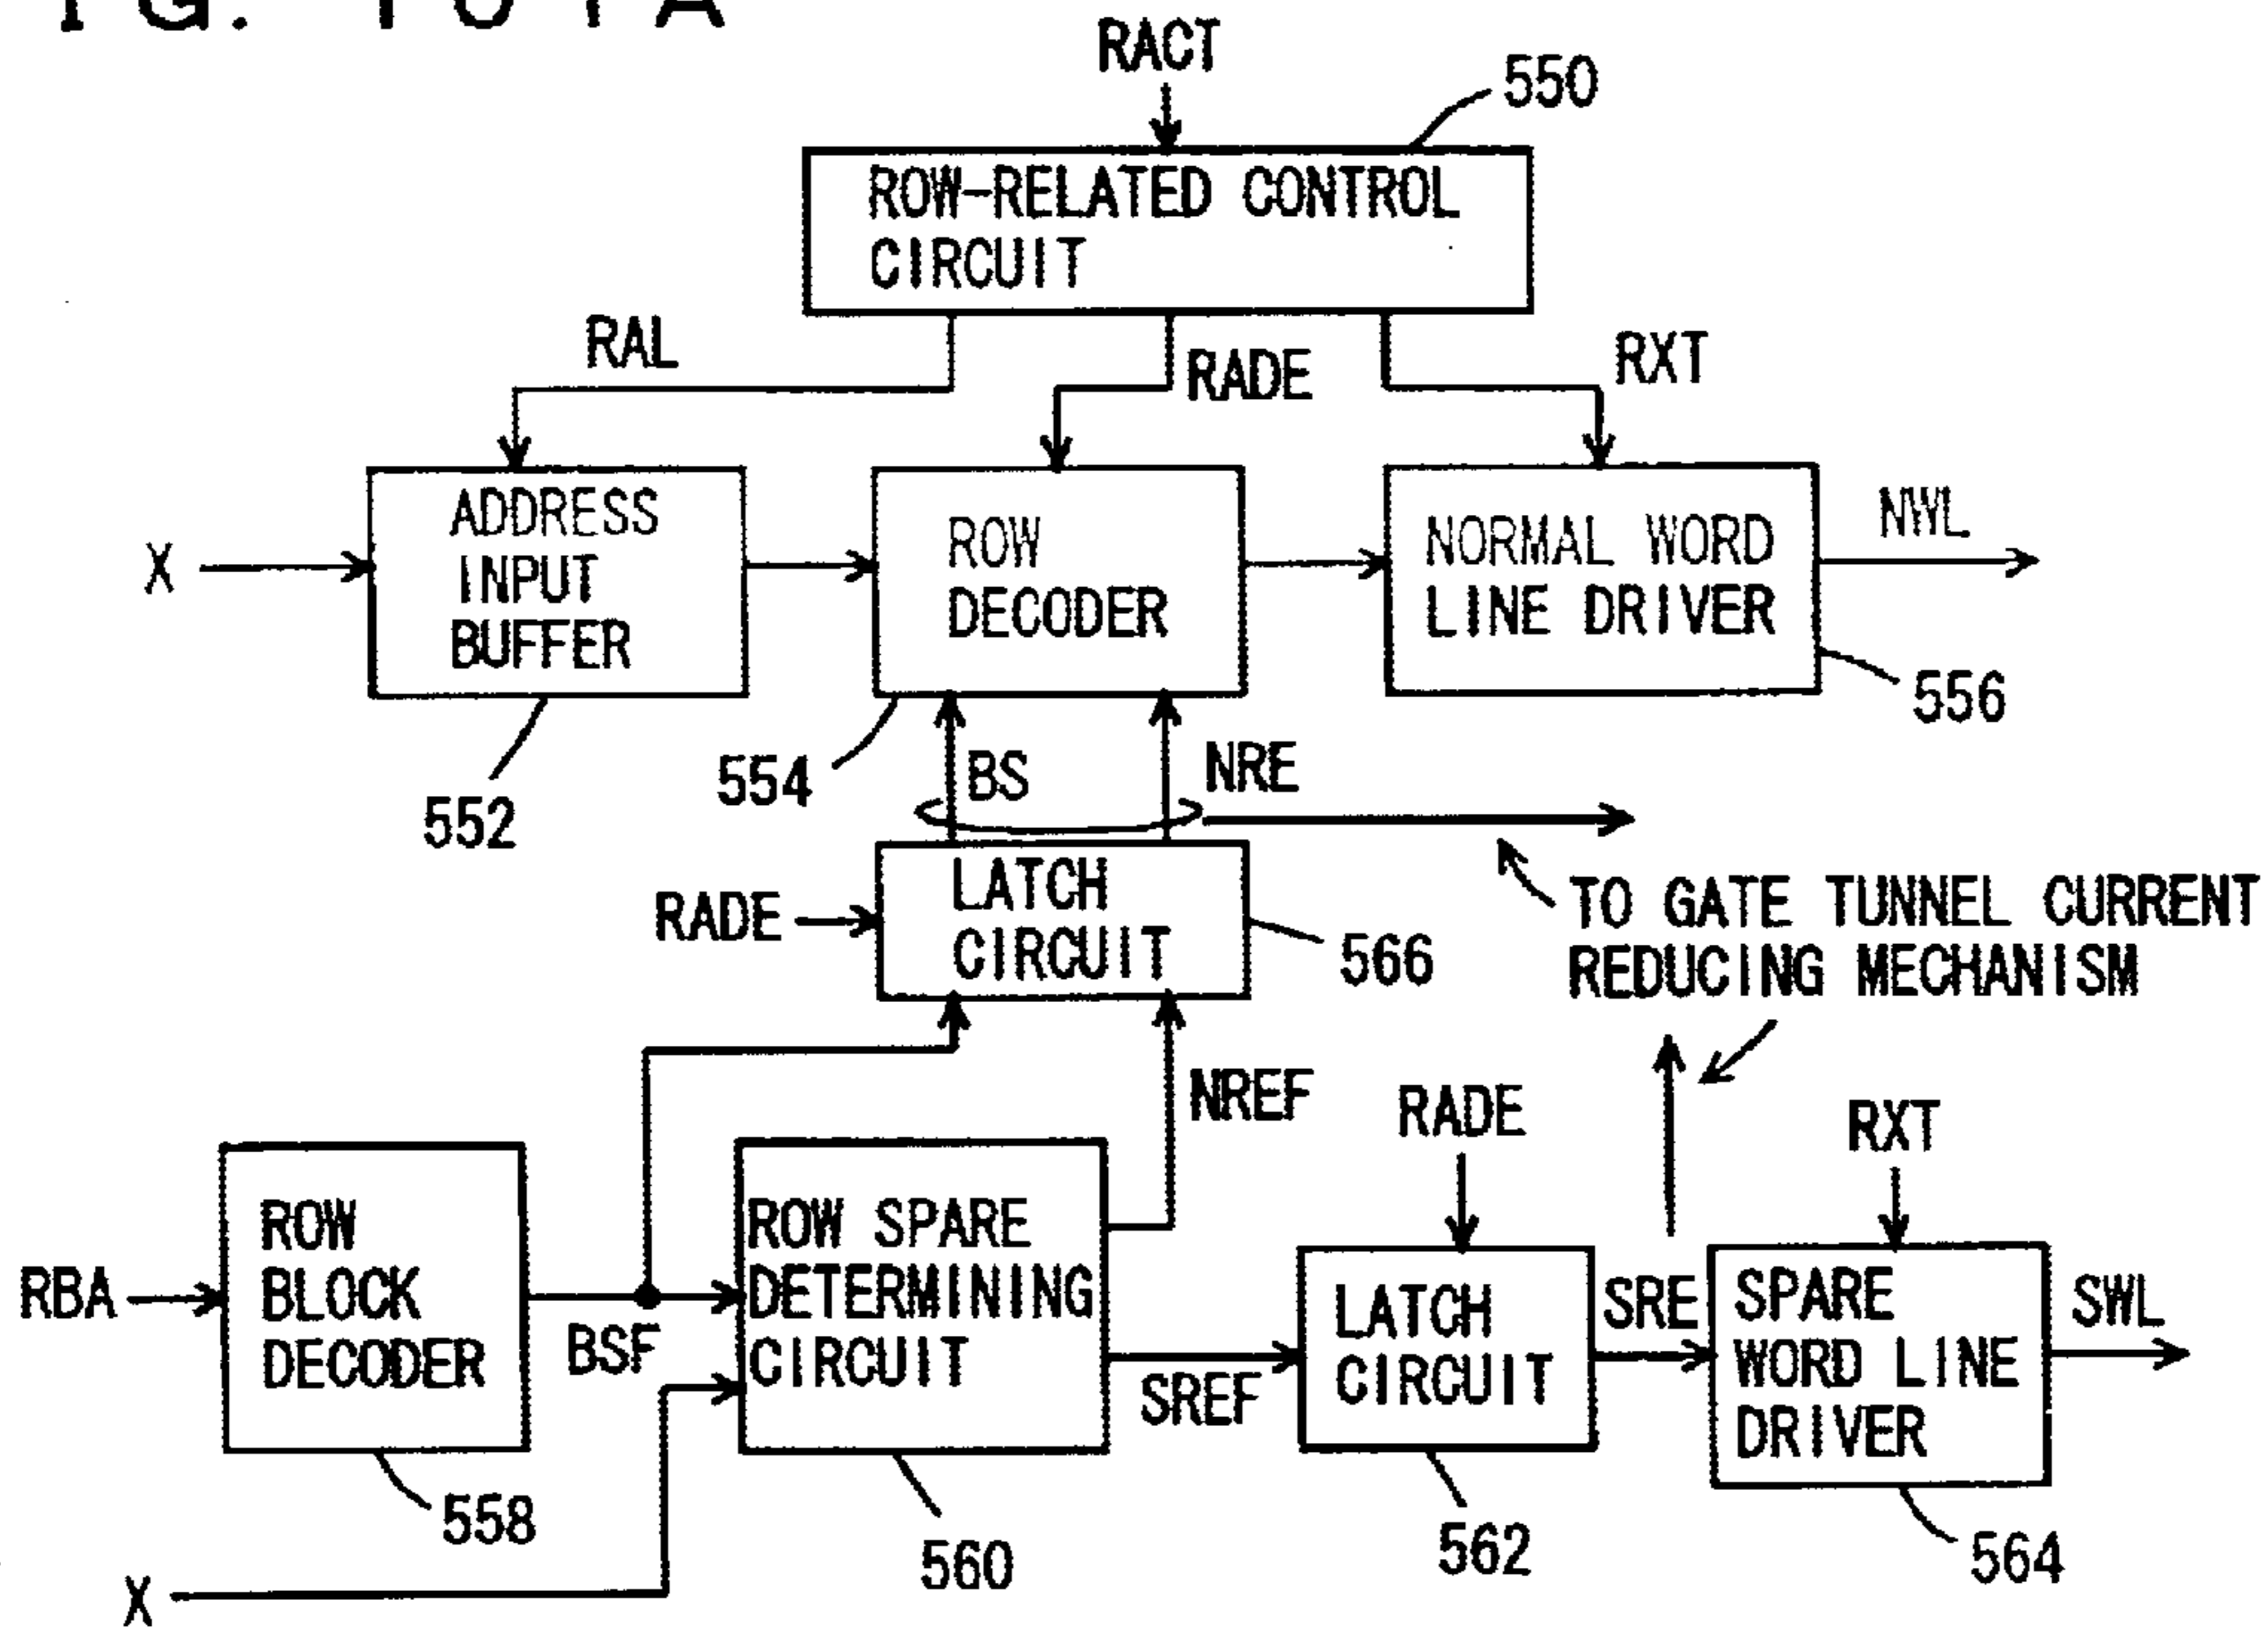 RACT
550
ROW-RELATED CONTROL
CIRCUIT
RAL
RADE
RXT
X
ADDRESS
INPUT
BUFFER
ROW
DECODER
NORMAL WORD
LINE DRIVER
NWL
552
554
556
BS
NRE
RADE
LATCH
CIRCUIT
566
TO GATE TUNNEL CURRENT
REDUCING MECHANISM
NREF
RADE
RXT
RBA
ROW
BLOCK
DECODER
BSF
ROW SPARE
DETERMINING
CIRCUIT
SREF
LATCH
CIRCUIT
SRE
SPARE
WORD LINE
DRIVER
SWL
558
560
562
564
X